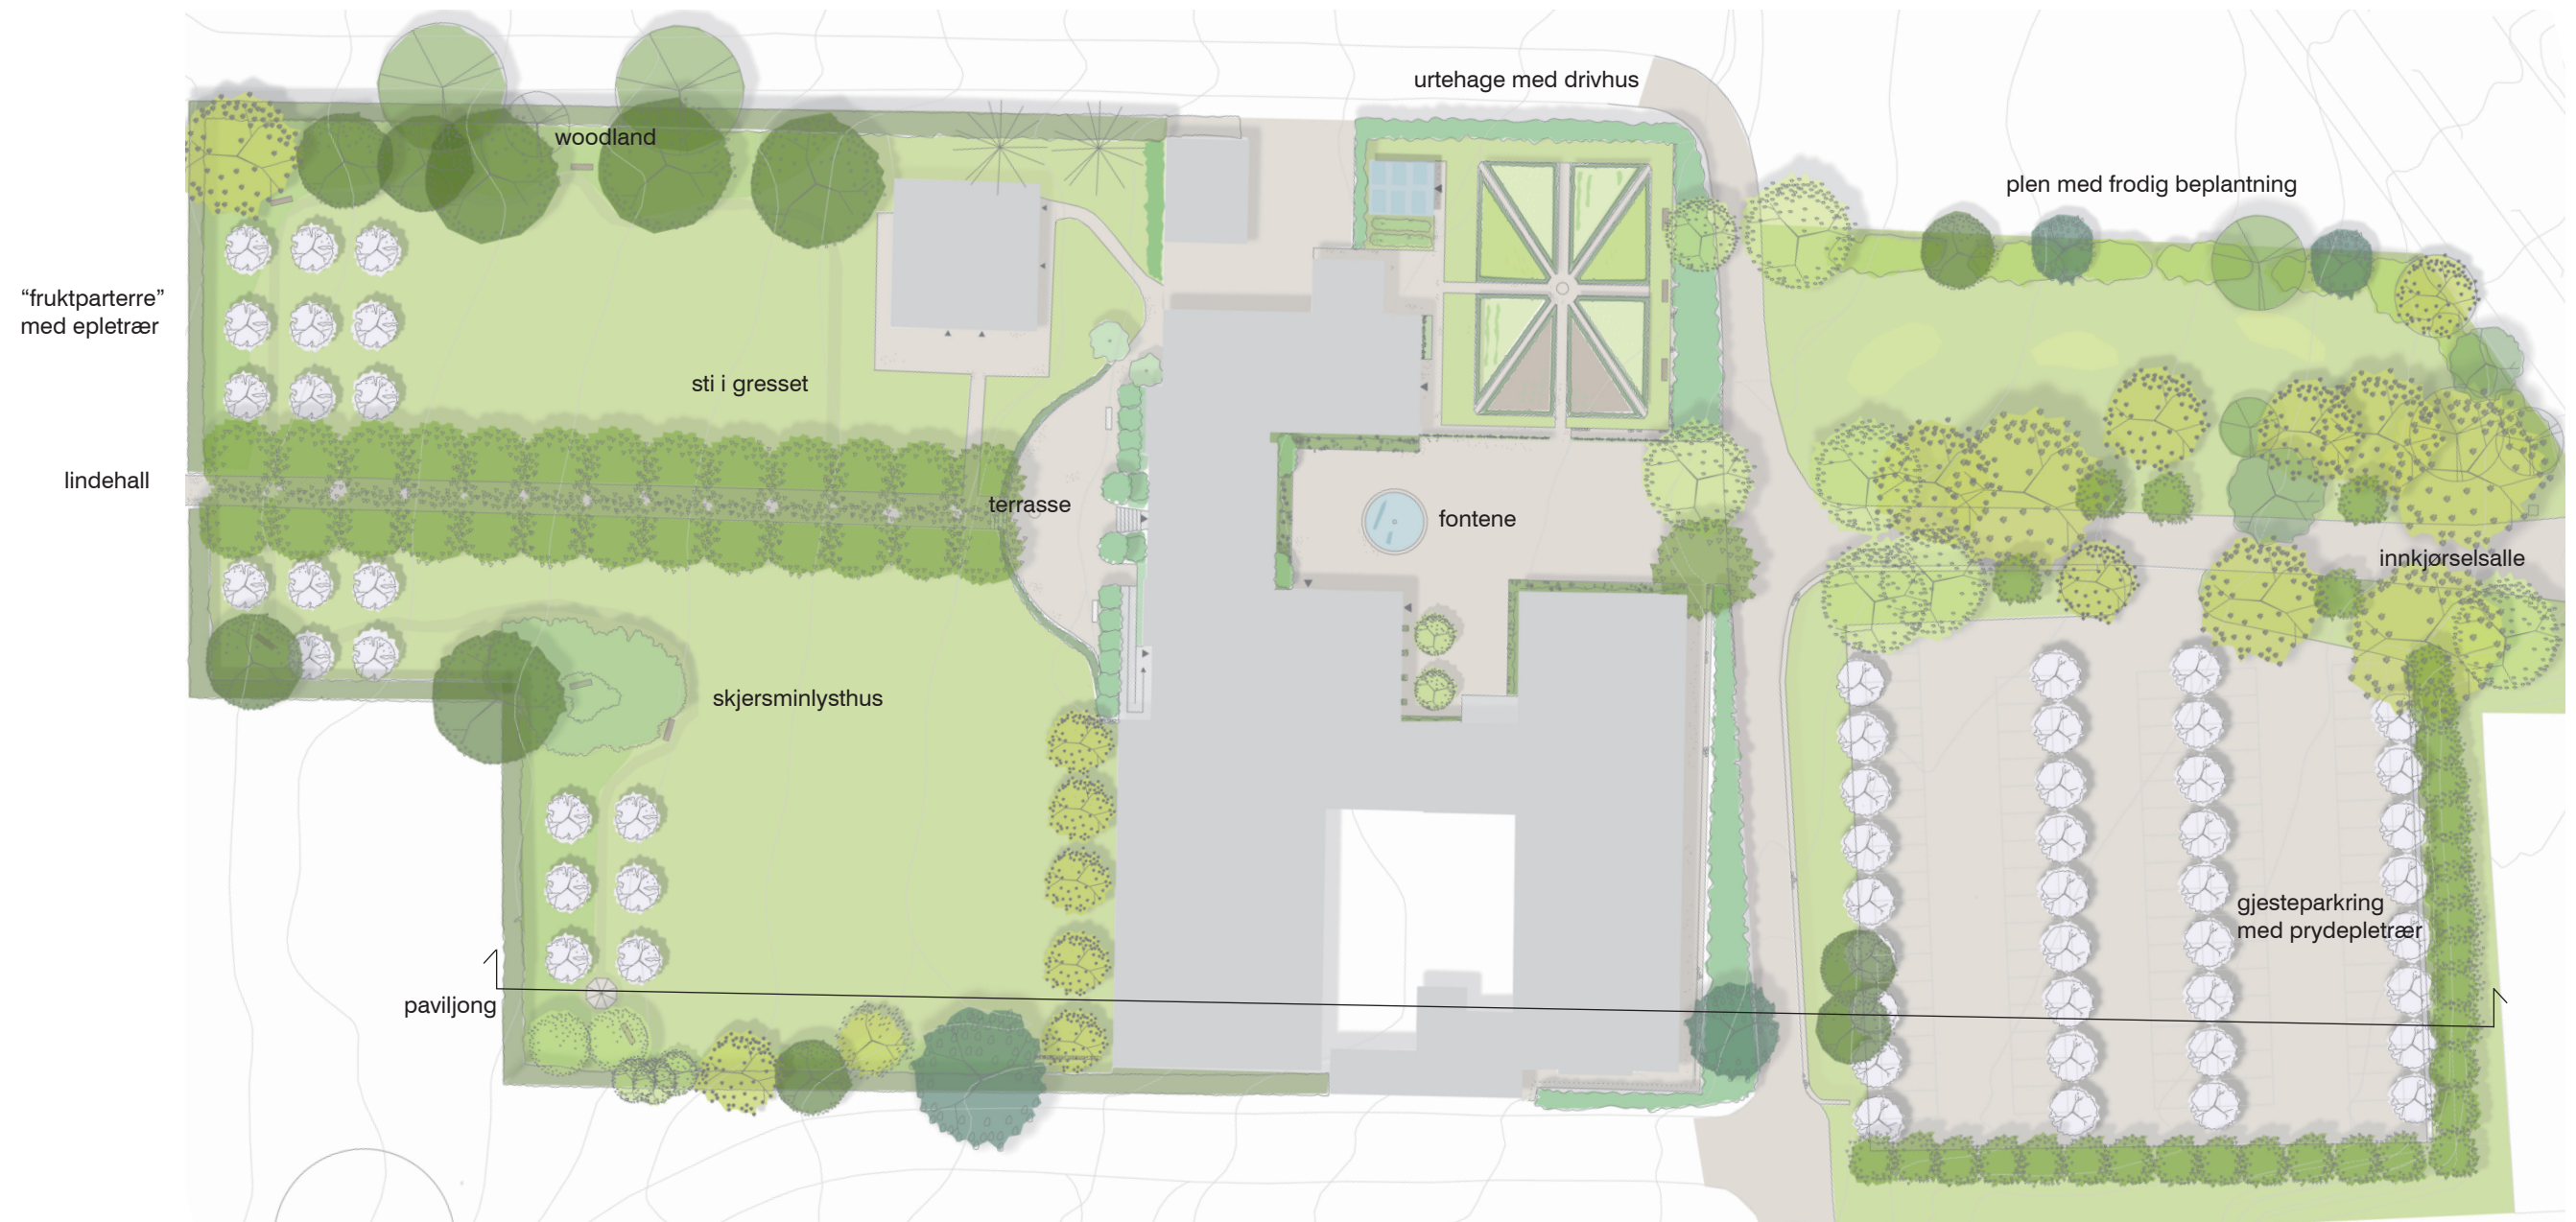 urtehage med drivhus
woodland
plen med frodig beplantning
“fruktparterre”
med epletrær
sti i gresset
lindehall
terrasse
fontene
innkjørselsalle
skjersminlysthus
gjesteparkring
med prydepletrær
paviljong